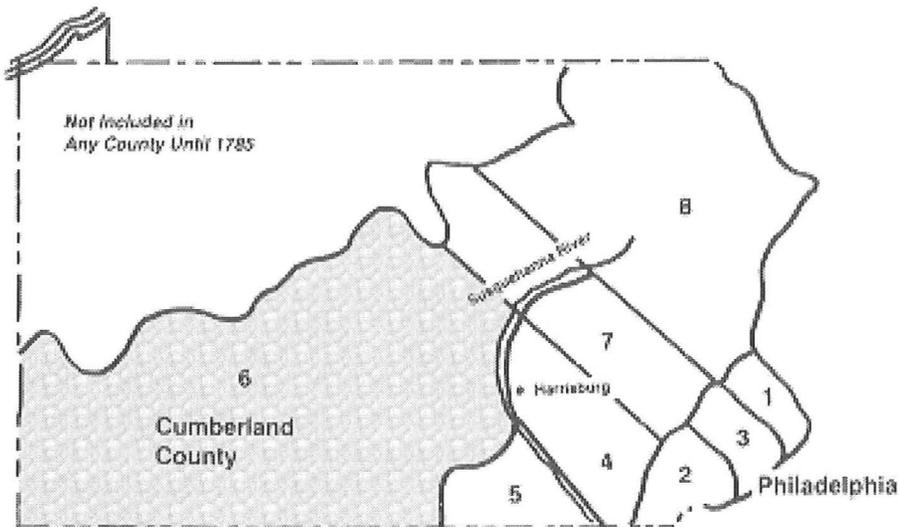 Not Included in
Any County Until 1785
8
Susquehanna River
7
6
Harrisburg
1
Cumberland
County
3
4
2
5
Philadelphia